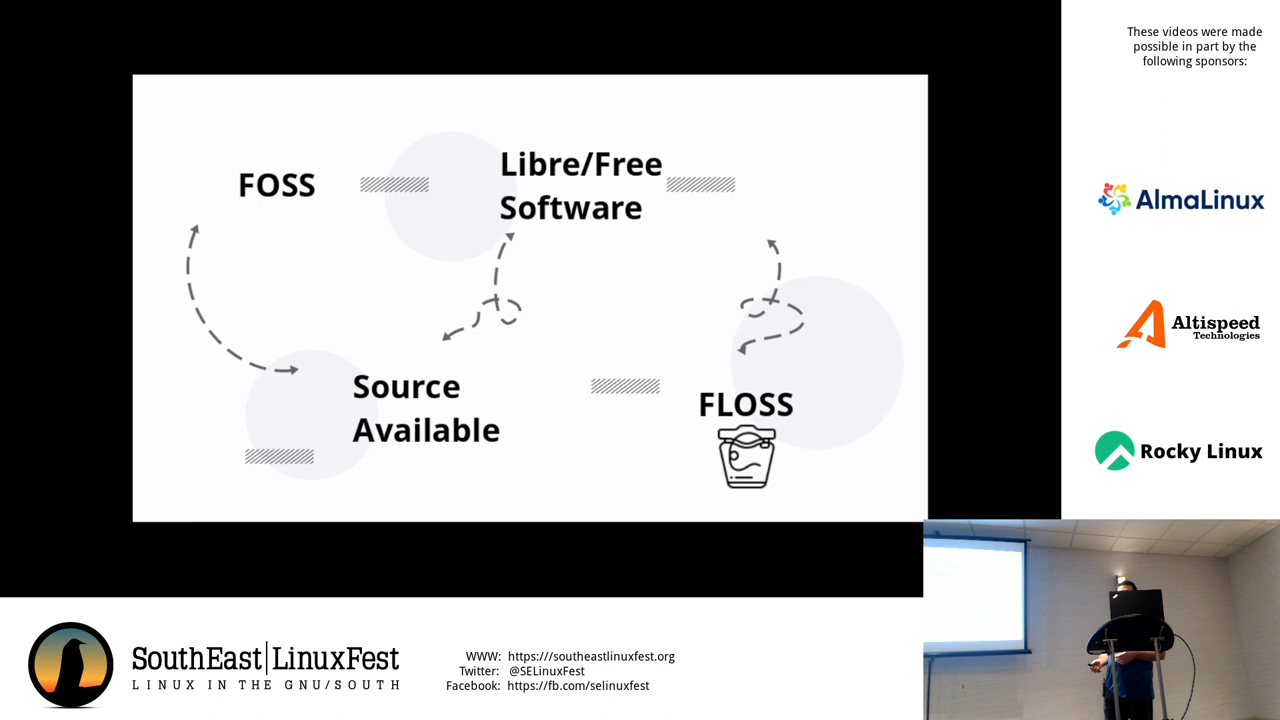 FOSS
Libre/Free
Software
Source
Available
FLOSS
These videos were made
possible in part by the
following sponsors:
AlmaLinux
Altispeed
Technologies
Rocky Linux
SouthEast LinuxFest
LINUX IN THE GNU/SOUTH
WWW: https:///southeastlinuxfest.org
Twitter: @SELinuxFest
Facebook: https://fb.com/selinuxfest